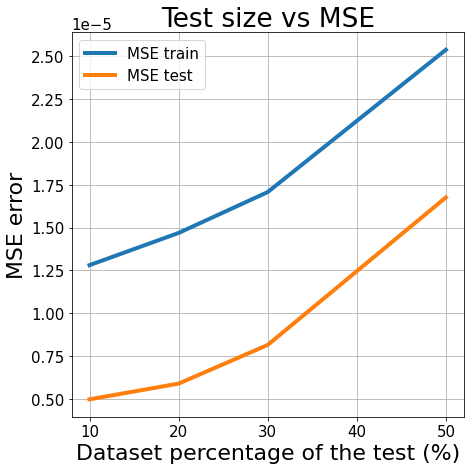 Test size vs MSE
1e−5
MSE train
MSE test
2.50
2.25
2.00
1.75
1.50
1.25
1.00
0.75
0.50
MSE error
10 20 30 40 50
Dataset percentage of the test (%)